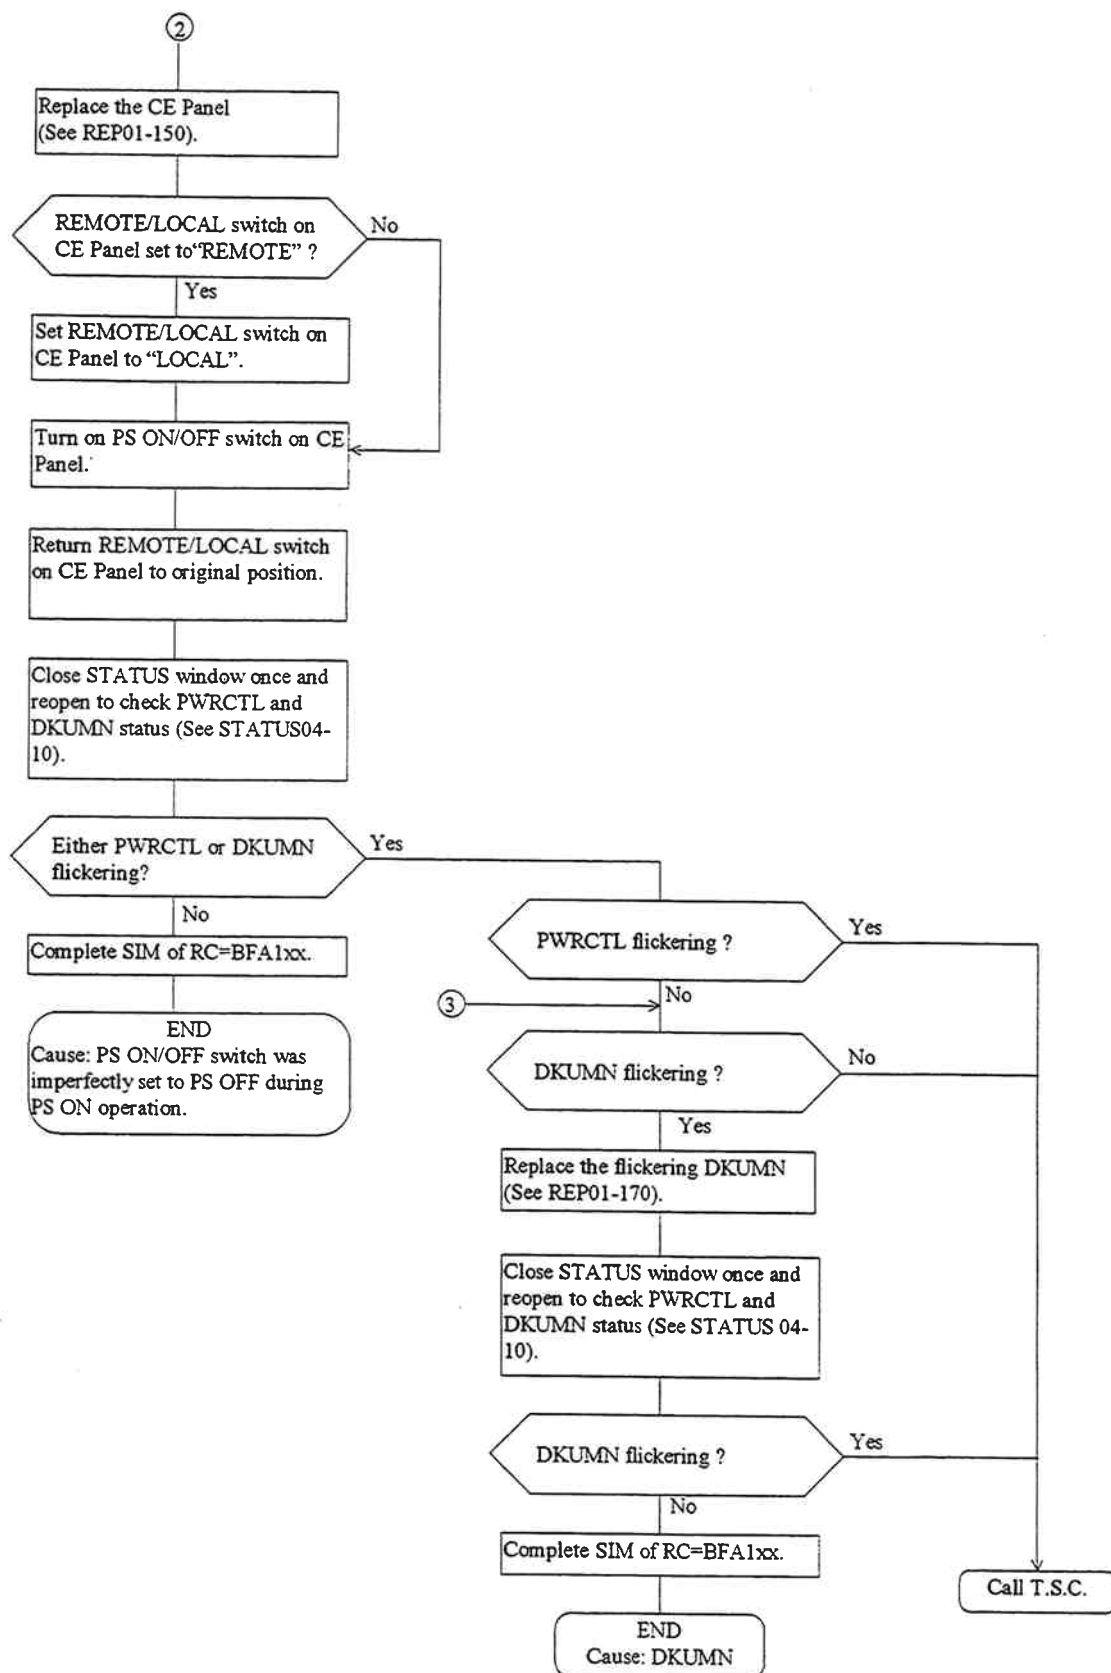 2
Replace the CE Panel
(See REP01-150).
REMOTE/LOCAL switch on
CE Panel set to“REMOTE” ?
No
Yes
Set REMOTE/LOCAL switch on
CE Panel to “LOCAL”.
Turn on PS ON/OFF switch on CE
Panel.
Return REMOTE/LOCAL switch
on CE Panel to original position.
Close STATUS window once and
reopen to check PWRCTL and
DKUMN status (See STATUS04-
10).
Either PWRCTL or DKUMN
flickering?
Yes
No
Complete SIM of RC=BFA1xx.
END
Cause: PS ON/OFF switch was
imperfectly set to PS OFF during
PS ON operation.
PWRCTL flickering ?
Yes
No
3
DKUMN flickering ?
No
Yes
Replace the flickering DKUMN
(See REP01-170).
Close STATUS window once and
reopen to check PWRCTL and
DKUMN status (See STATUS 04-
10).
DKUMN flickering ?
Yes
No
Complete SIM of RC=BFA1xx.
END
Cause: DKUMN
Call T.S.C.